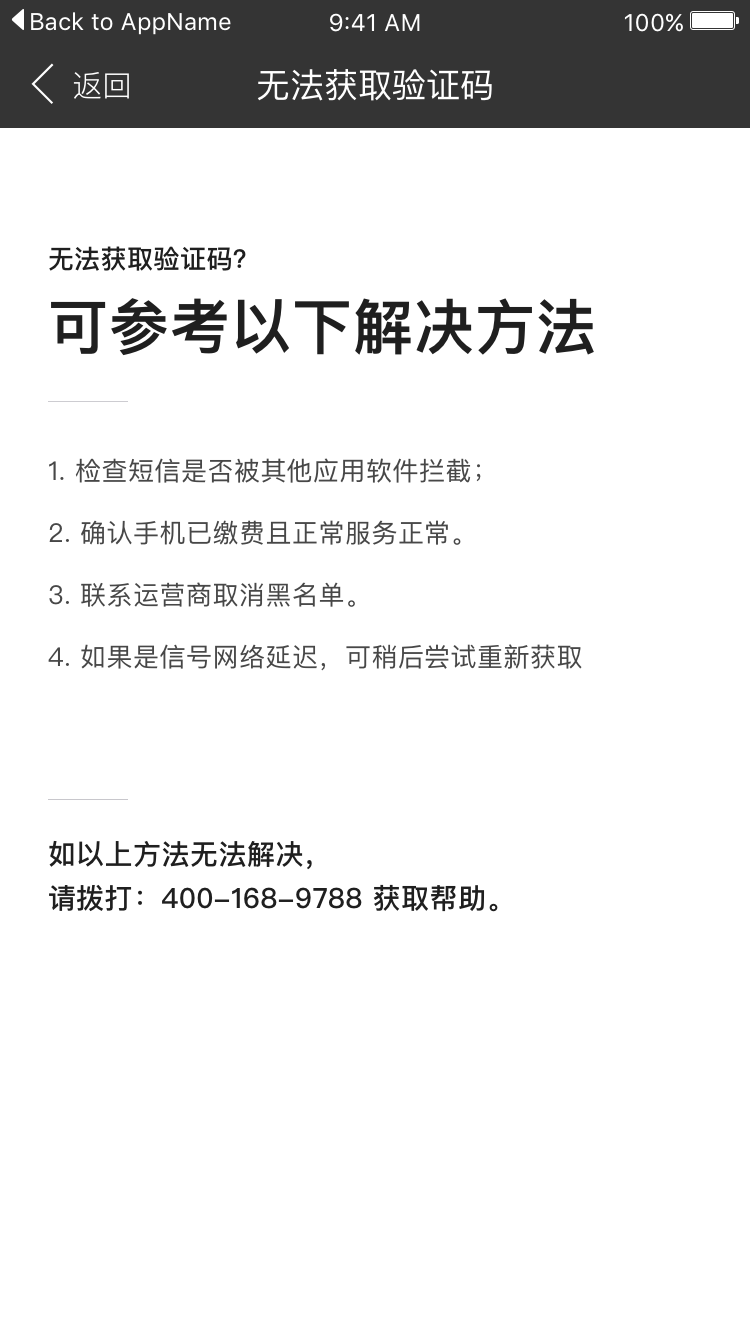 Back to AppName 9:41 AM 100%
返回 无法获取验证码
无法获取验证码?
可参考以下解决方法
1. 检查短信是否被其他应用软件拦截;
2. 确认手机已缴费且正常服务正常。
3. 联系运营商取消黑名单。
4. 如果是信号网络延迟，可稍后尝试重新获取
如以上方法无法解决，
请拨打：400-168-9788 获取帮助。